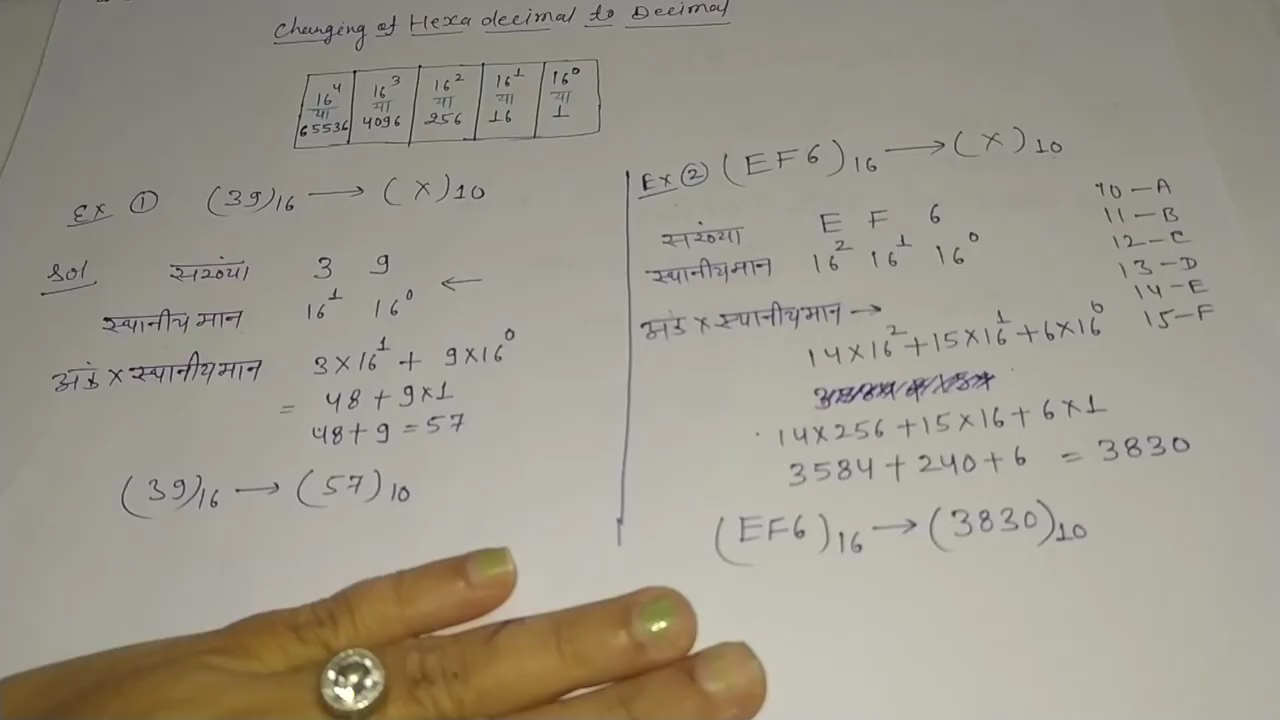 Changing of Hexa decimal to Decimal
16⁴ 16³ 16² 16¹ 16⁰
या या या या या
65536 4096 256 16 1
Ex ① (39)₁₆ → (x)₁₀
Sol संख्या 3 9
स्थानीय मान 16¹ 16⁰ ←
अंक × स्थानीयमान 3×16¹ + 9×16⁰
= 48 + 9×1
48 + 9 = 57
(39)₁₆ → (57)₁₀
Ex ② (EF6)₁₆ → (x)₁₀
संख्या E F 6
स्थानीयमान 16² 16¹ 16⁰
अंक × स्थानीयमान →
14×16² + 15×16¹ + 6×16⁰
14×256 + 15×16 + 6×1
3584 + 240 + 6 = 3830
(EF6)₁₆ → (3830)₁₀
10 – A
11 – B
12 – C
13 – D
14 – E
15 – F